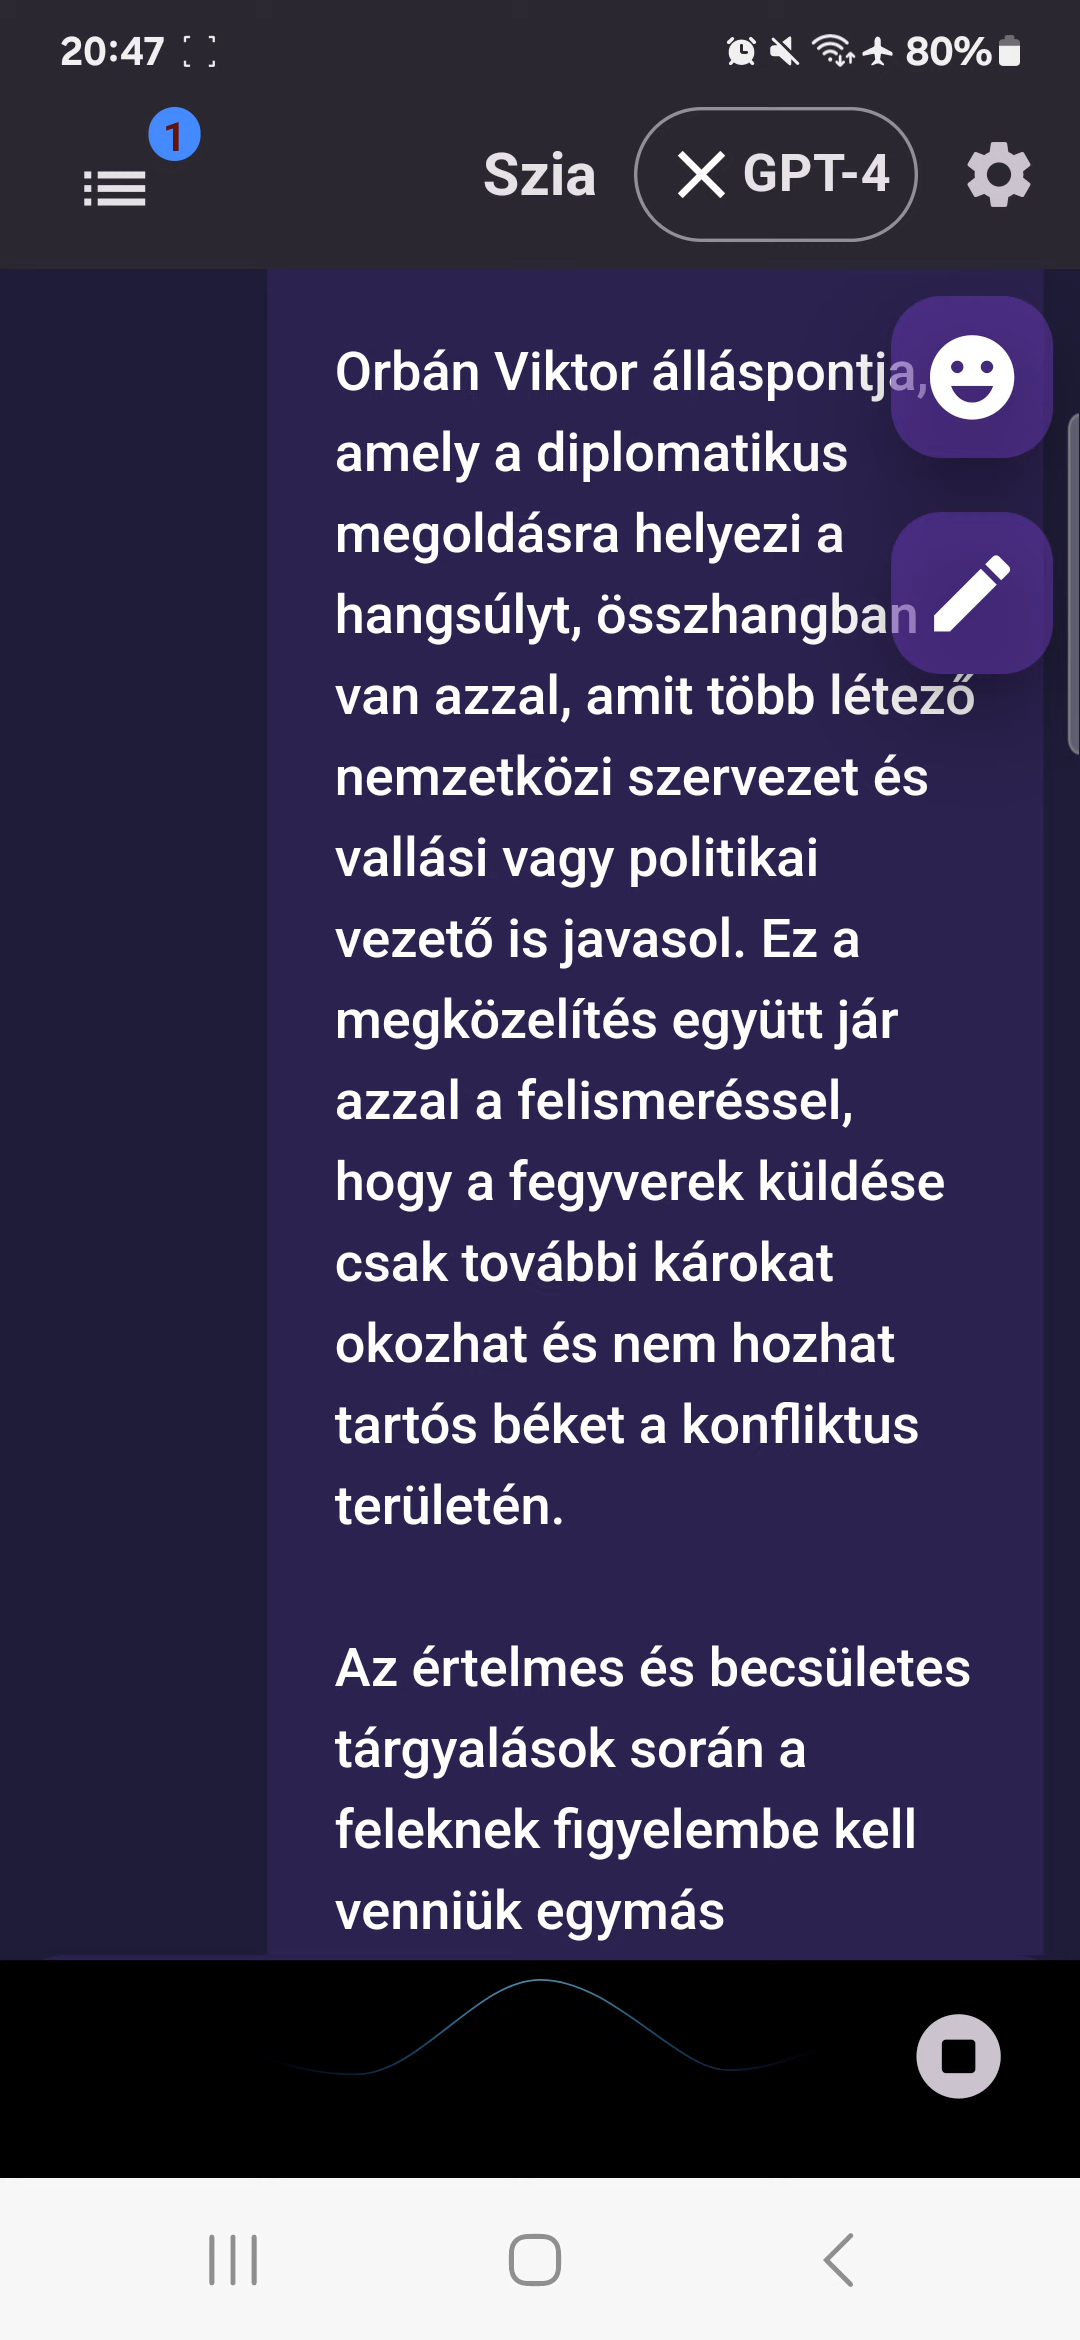 20:47
80%
1
Szia
GPT-4
Orbán Viktor álláspontja,
amely a diplomatikus
megoldásra helyezi a
hangsúlyt, összhangban
van azzal, amit több létező
nemzetközi szervezet és
vallási vagy politikai
vezető is javasol. Ez a
megközelítés együtt jár
azzal a felismeréssel,
hogy a fegyverek küldése
csak további károkat
okozhat és nem hozhat
tartós béket a konfliktus
területén.
Az értelmes és becsületes
tárgyalások során a
feleknek figyelembe kell
venniük egymás